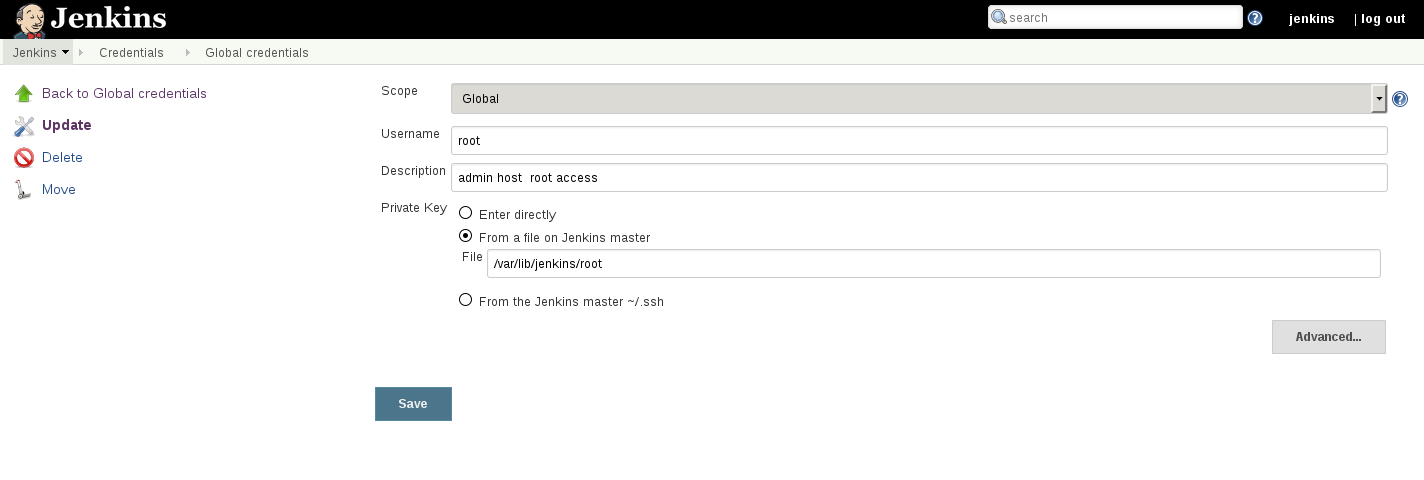 Jenkins
search
jenkins | log out
Jenkins Credentials Global credentials
Back to Global credentials
Update
Delete
Move
Scope Global
Username root
Description admin host  root access
Private Key
Enter directly
From a file on Jenkins master
File /var/lib/jenkins/root
From the Jenkins master ~/.ssh
Advanced...
Save